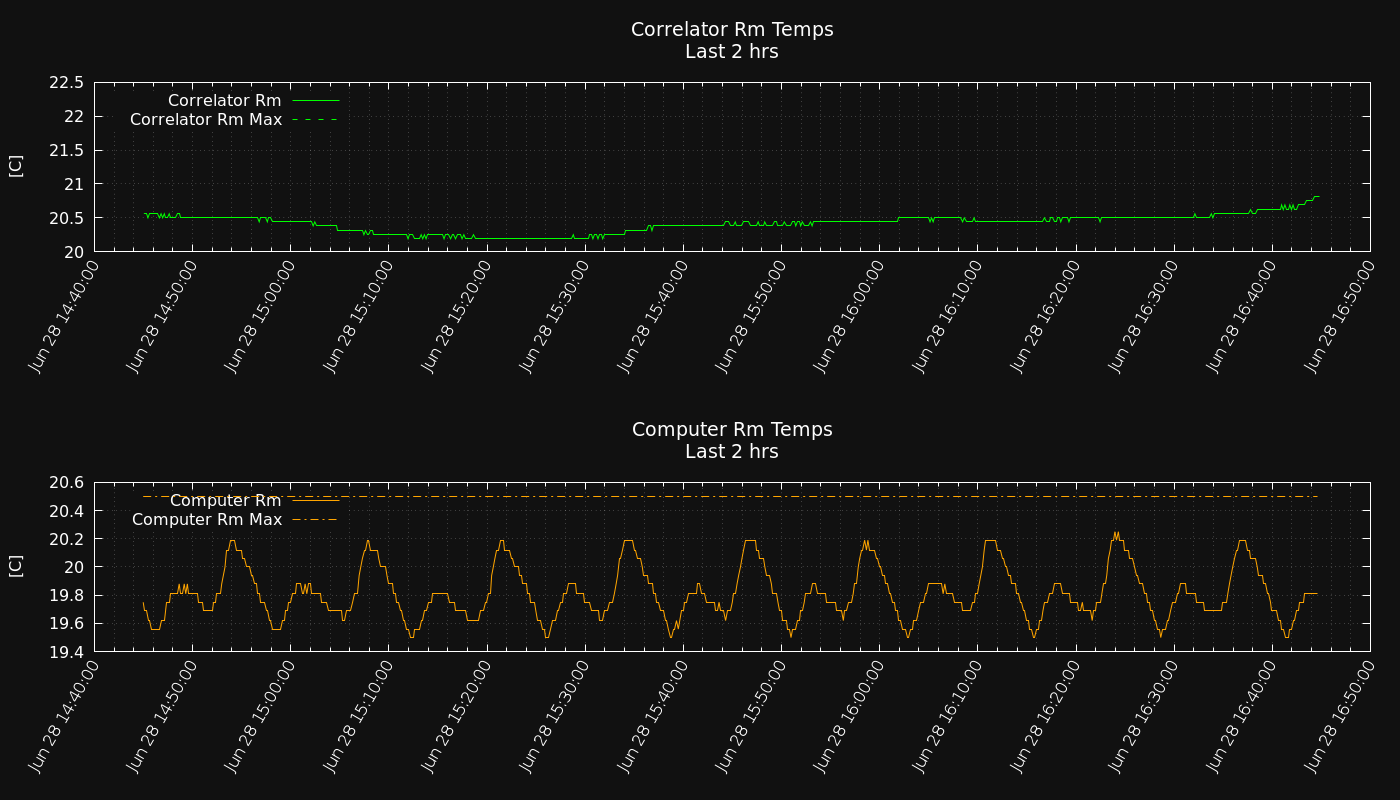 Correlator Rm Temps
Last 2 hrs
22.5
22
21.5
21
20.5
20
[C]
Correlator Rm
Correlator Rm Max
Jun 28 14:40:00
Jun 28 14:50:00
Jun 28 15:00:00
Jun 28 15:10:00
Jun 28 15:20:00
Jun 28 15:30:00
Jun 28 15:40:00
Jun 28 15:50:00
Jun 28 16:00:00
Jun 28 16:10:00
Jun 28 16:20:00
Jun 28 16:30:00
Jun 28 16:40:00
Jun 28 16:50:00
Computer Rm Temps
Last 2 hrs
20.6
20.4
20.2
20
19.8
19.6
19.4
[C]
Computer Rm
Computer Rm Max
Jun 28 14:40:00
Jun 28 14:50:00
Jun 28 15:00:00
Jun 28 15:10:00
Jun 28 15:20:00
Jun 28 15:30:00
Jun 28 15:40:00
Jun 28 15:50:00
Jun 28 16:00:00
Jun 28 16:10:00
Jun 28 16:20:00
Jun 28 16:30:00
Jun 28 16:40:00
Jun 28 16:50:00